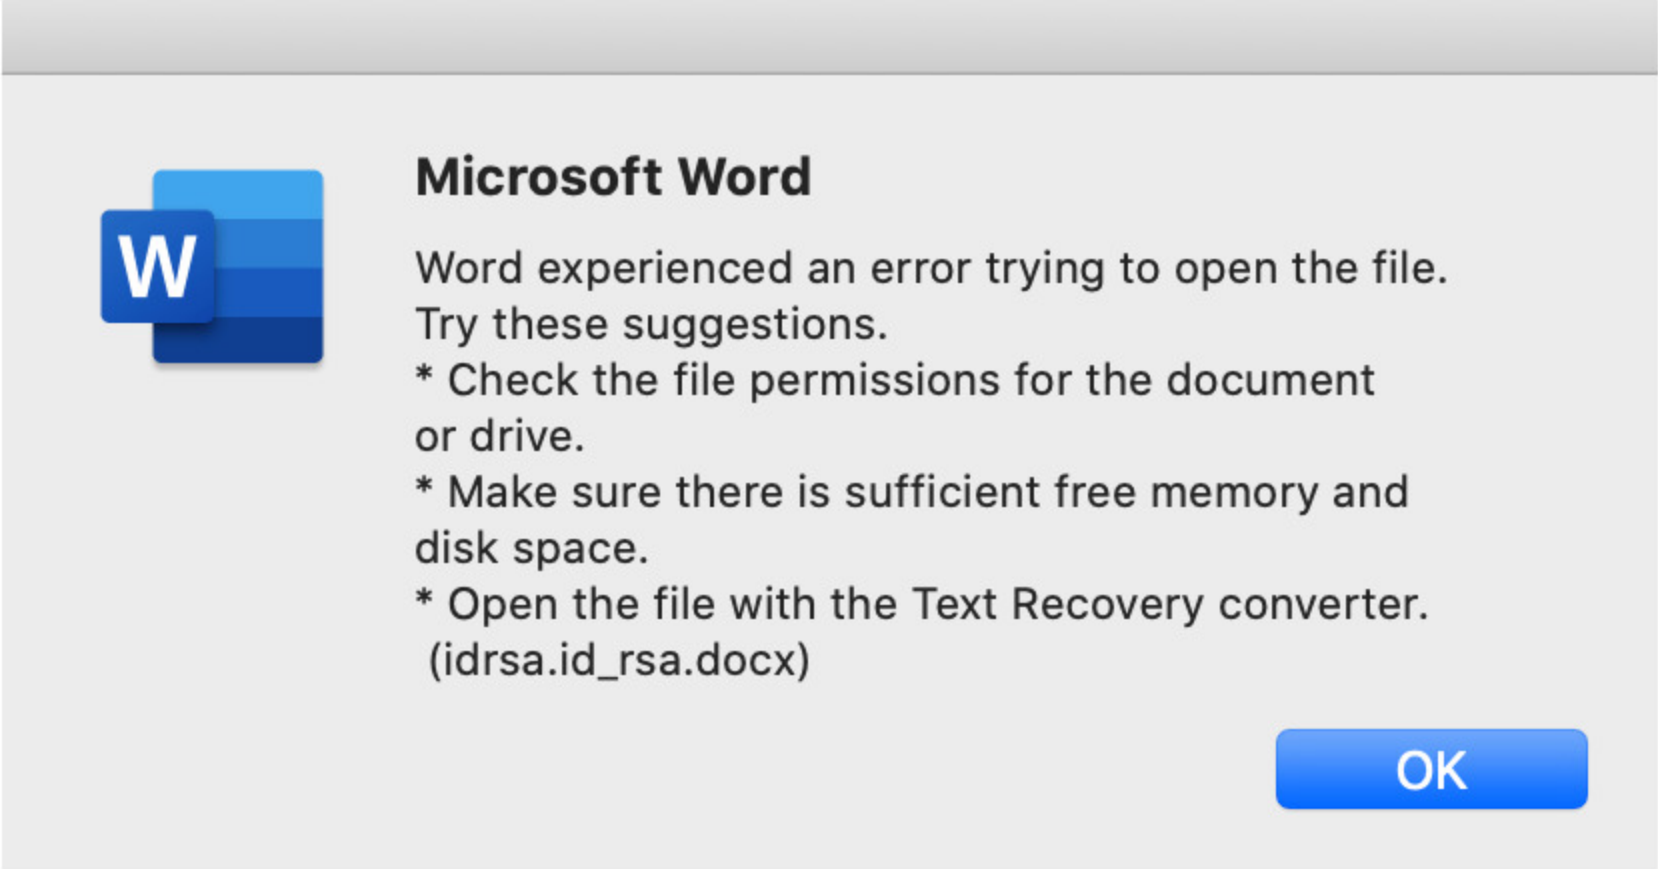 Microsoft Word
W
Word experienced an error trying to open the file.
Try these suggestions.
* Check the file permissions for the document
or drive.
* Make sure there is sufficient free memory and
disk space.
* Open the file with the Text Recovery converter.
(idrsa.id_rsa.docx)
OK